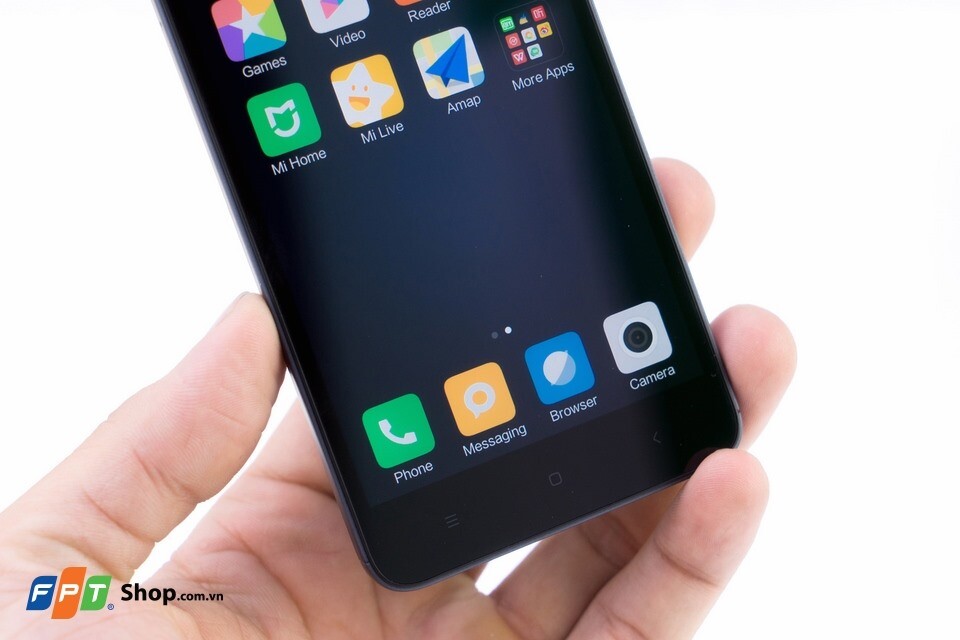 Games
Video
Reader
Mi Home
Mi Live
Amap
More Apps
Phone
Messaging
Browser
Camera
FPT® Shop.com.vn